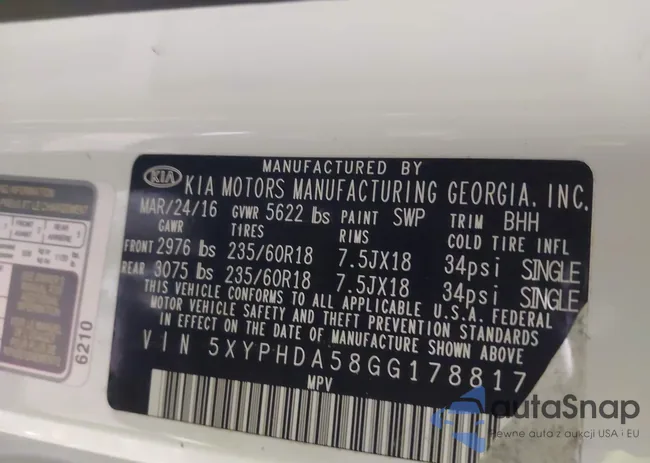 MANUFACTURED BY
KIA KIA MOTORS MANUFACTURING GEORGIA, INC.
MAR/24/16 GVWR 5622 lbs PAINT SWP TRIM BHH
GAWR TIRES RIMS COLD TIRE INFL
FRONT 2976 lbs 235/60R18 7.5JX18 34psi SINGLE
REAR 3075 lbs 235/60R18 7.5JX18 34psi SINGLE
THIS VEHICLE CONFORMS TO ALL APPLICABLE U.S.A. FEDERAL
MOTOR VEHICLE SAFETY AND THEFT PREVENTION STANDARDS
IN EFFECT ON THE DATE OF MANUFACTURE SHOWN ABOVE.
VIN 5XYPHDA58GG178817
MPV
6210
autaSnap
Pewne auta z aukcji USA i EU